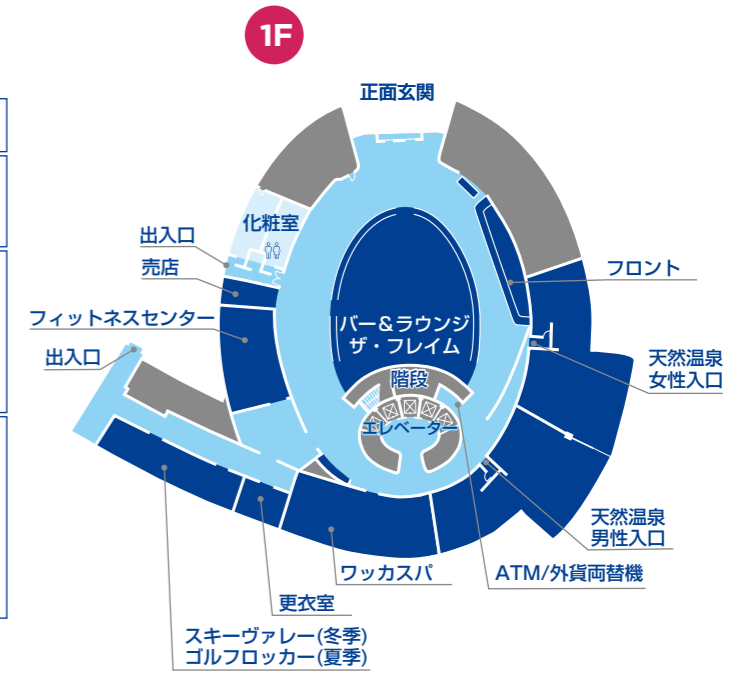 1F
正面玄関
化粧室
出入口
売店
フロント
フィットネスセンター
バー&ラウンジ
ザ・フレイム
出入口
天然温泉
女性入口
階段
エレベーター
天然温泉
男性入口
ワッカスパ
ATM/外貨両替機
更衣室
スキーヴァレー(冬季)
ゴルフロッカー(夏季)